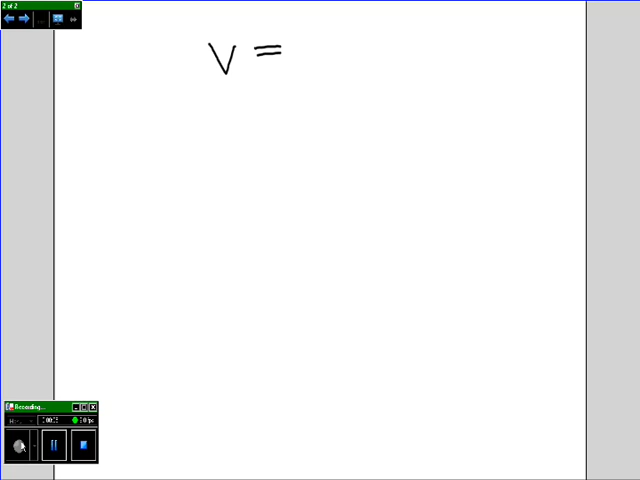 2 of 2
V =
Recording...